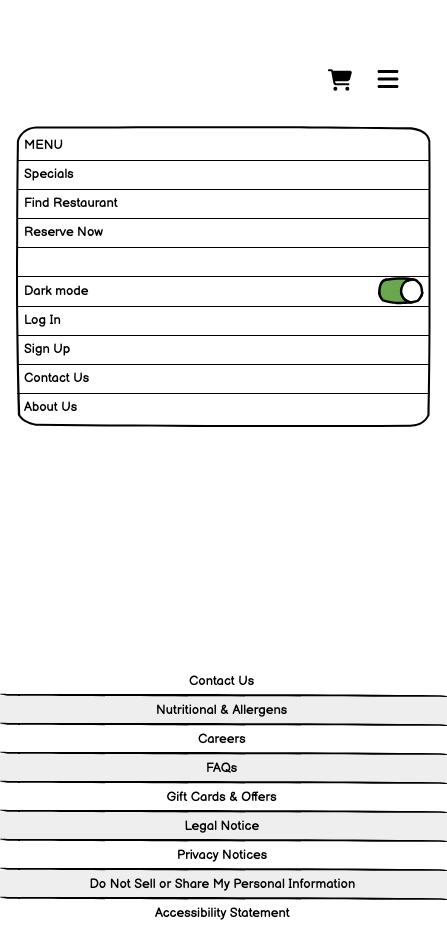 MENU
Specials
Find Restaurant
Reserve Now
Dark mode
Log In
Sign Up
Contact Us
About Us
Contact Us
Nutritional & Allergens
Careers
FAQs
Gift Cards & Offers
Legal Notice
Privacy Notices
Do Not Sell or Share My Personal Information
Accessibility Statement